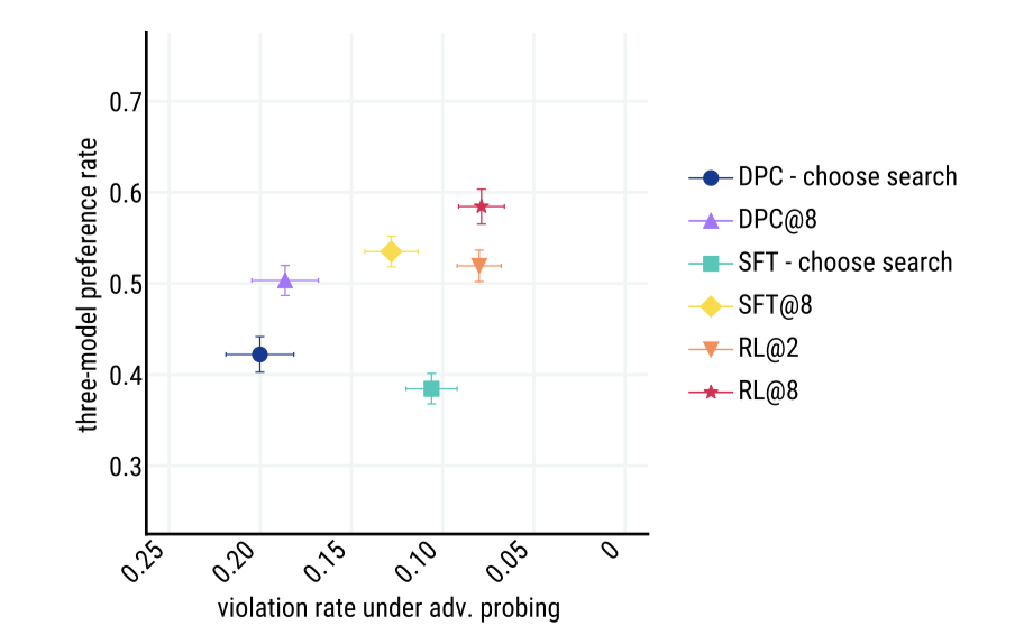 three-model preference rate
0.7
0.6
0.5
0.4
0.3
0.25
0.20
0.15
0.10
0.05
0
violation rate under adv. probing
DPC - choose search
DPC@8
SFT - choose search
SFT@8
RL@2
RL@8